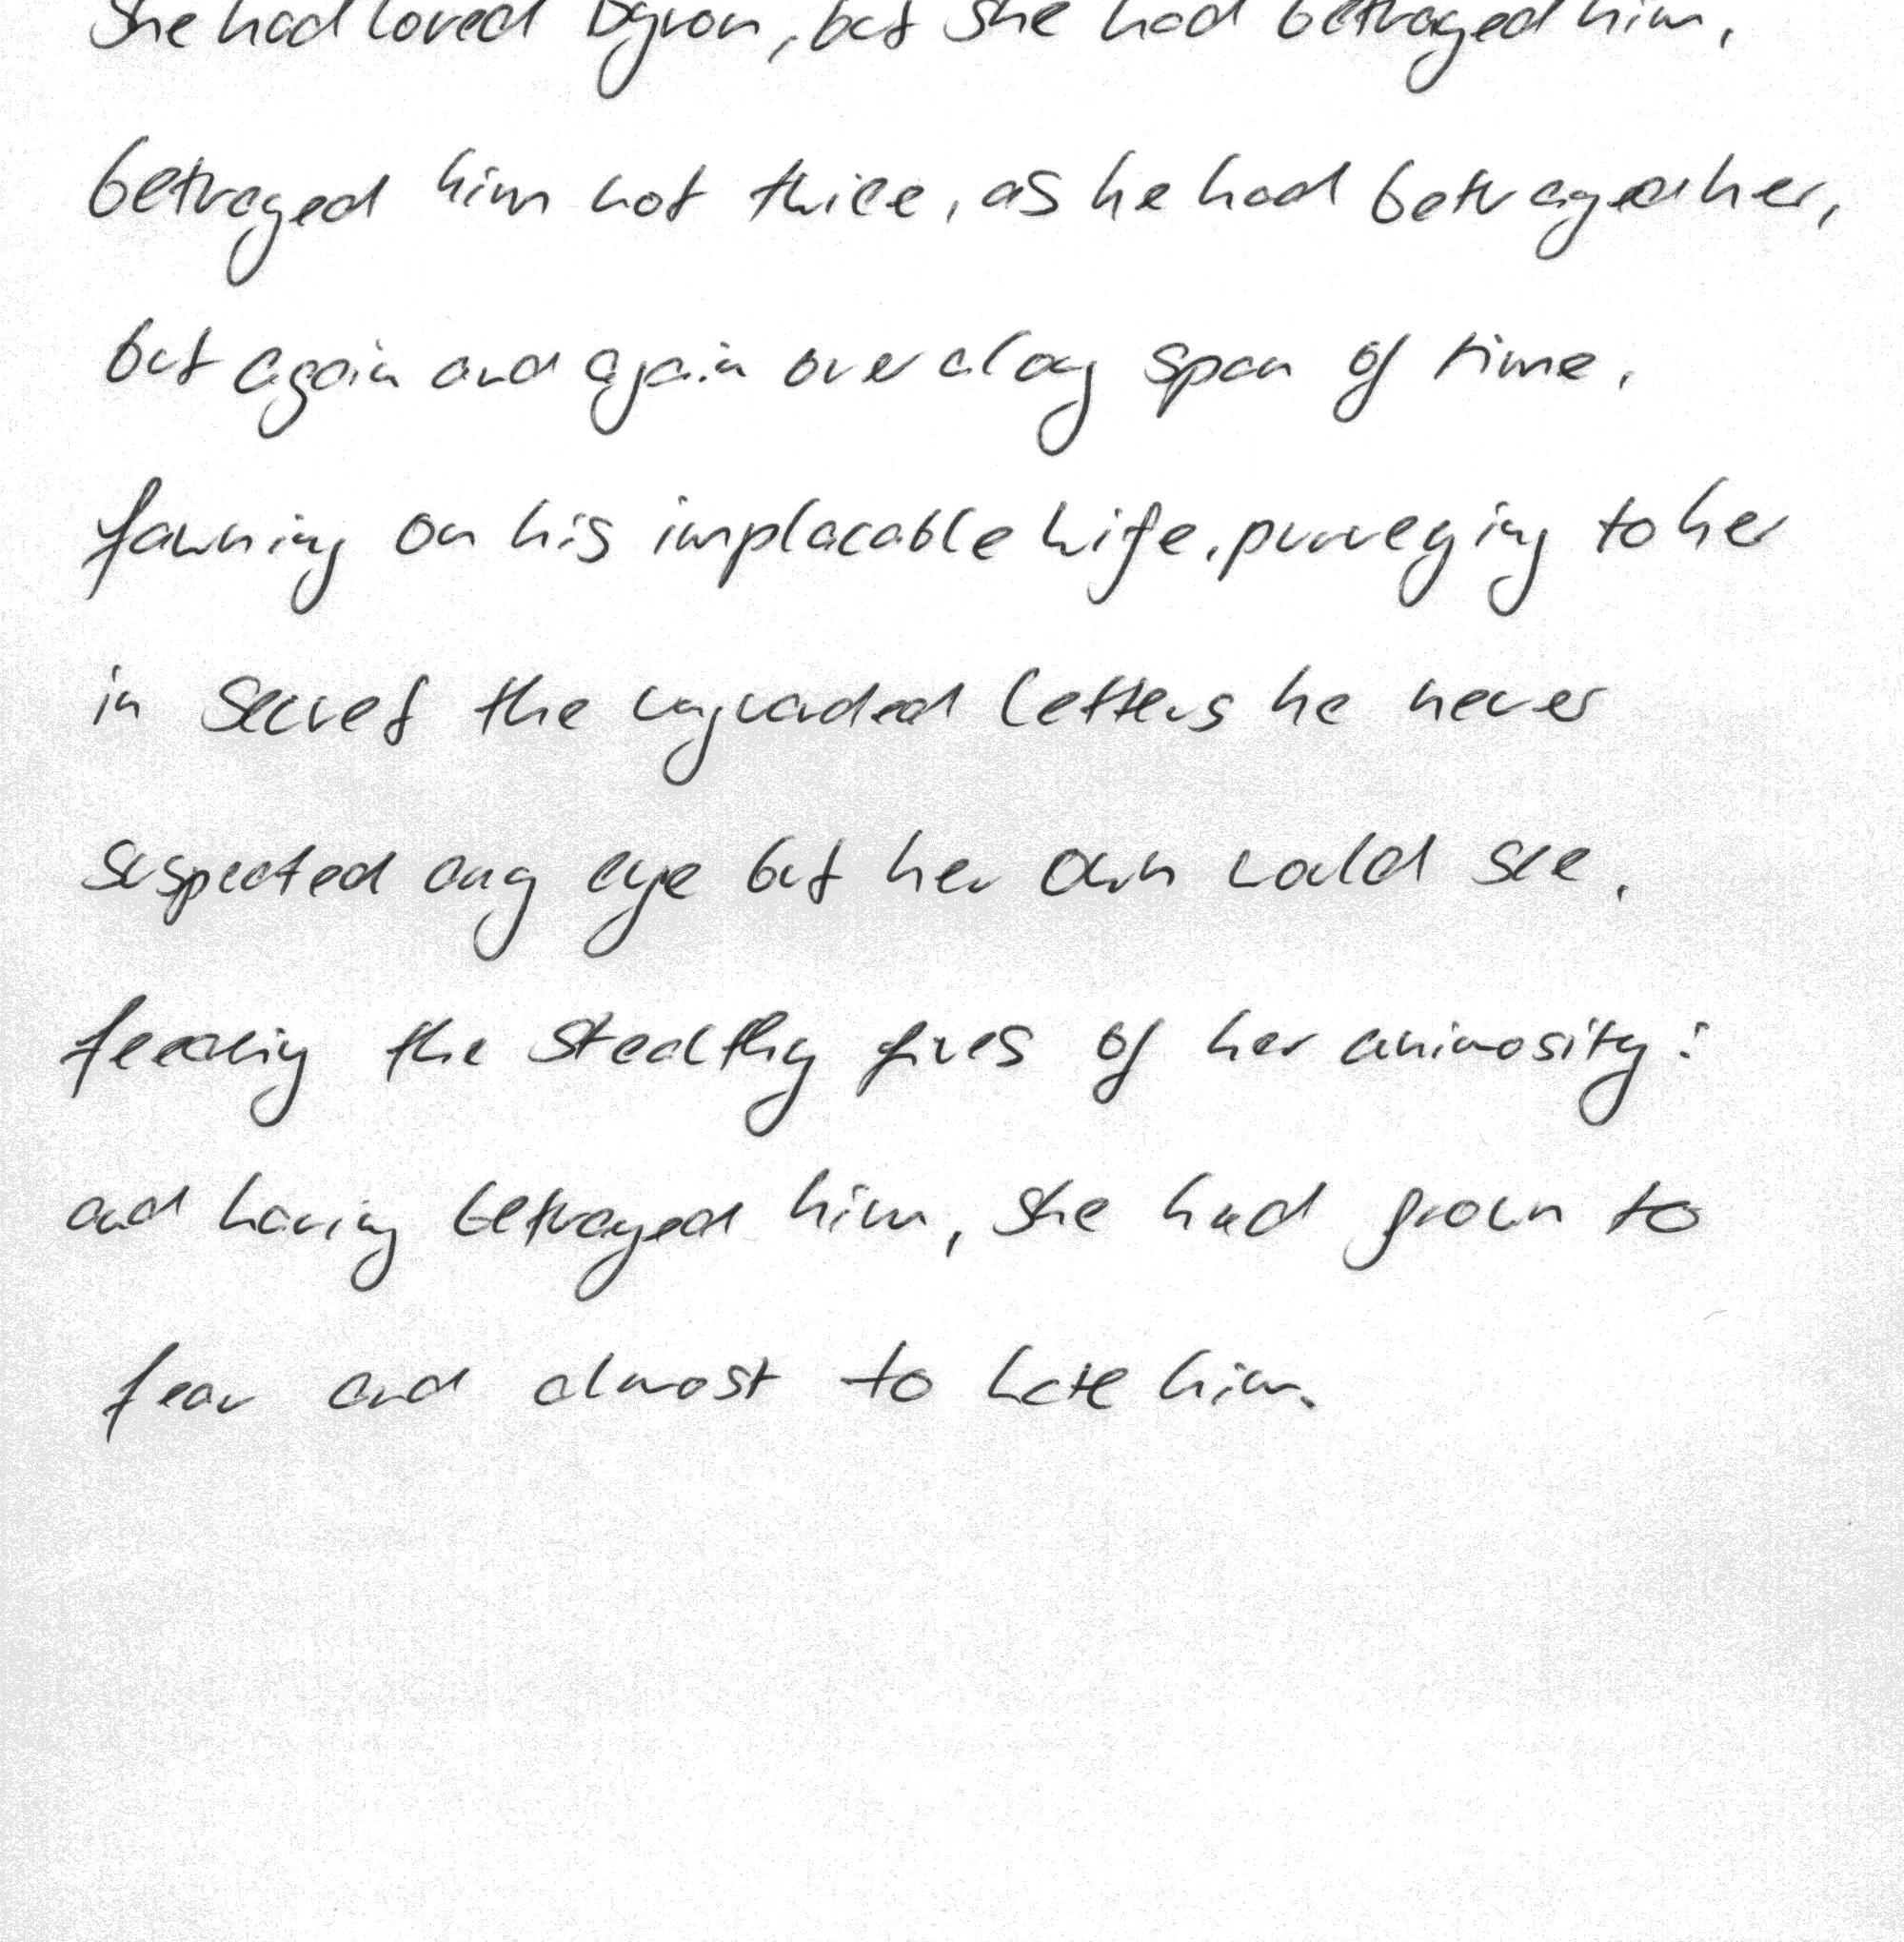 She had loved Byron, but she had betrayed him,
betrayed him not twice, as he had betrayed her,
but again and again over a long span of time,
fawning on his implacable wife, purveying to her
in secret the unguarded letters he never
suspected any eye but her own would see,
feeding the stealthy fires of her animosity:
and having betrayed him, she had grown to
fear and almost to hate him.